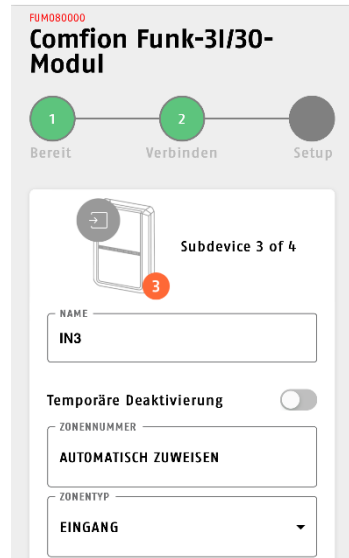 FUM080000
Comfion Funk-3I/3O-
Modul
1
2
Bereit
Verbinden
Setup
Subdevice 3 of 4
3
NAME
IN3
Temporäre Deaktivierung
ZONENNUMMER
AUTOMATISCH ZUWEISEN
ZONENTYP
EINGANG